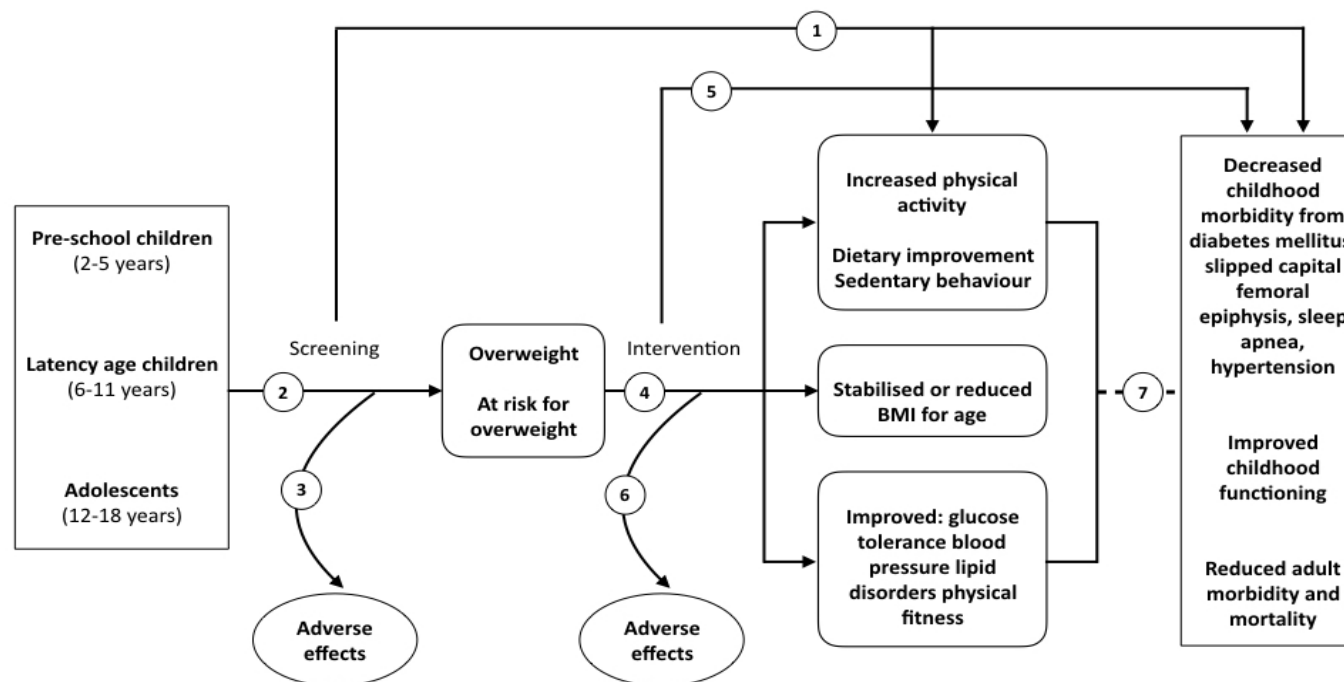 1
5
Pre-school children
(2-5 years)
Latency age children
(6-11 years)
Adolescents
(12-18 years)
Screening
2
3
Adverse
effects
Overweight
At risk for
overweight
Intervention
4
6
Adverse
effects
Increased physical
activity
Dietary improvement
Sedentary behaviour
Stabilised or reduced
BMI for age
Improved: glucose
tolerance blood
pressure lipid
disorders physical
fitness
7
Decreased
childhood
morbidity from
diabetes mellitus
slipped capital
femoral
epiphysis, sleep
apnea,
hypertension
Improved
childhood
functioning
Reduced adult
morbidity and
mortality